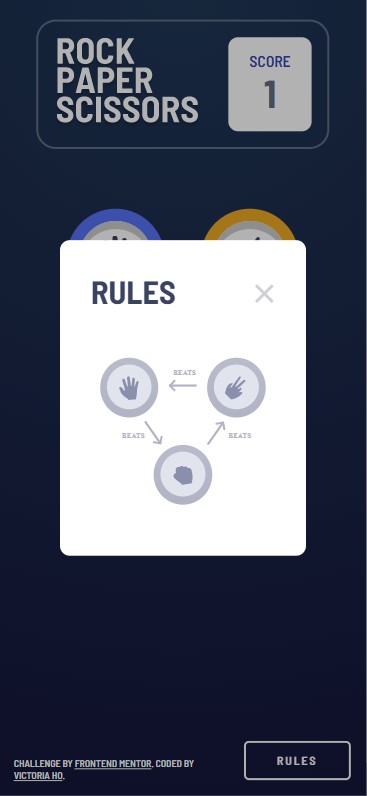 ROCK
PAPER
SCISSORS
SCORE
1
RULES
BEATS
BEATS
BEATS
CHALLENGE BY FRONTEND MENTOR. CODED BY
VICTORIA HO.
RULES